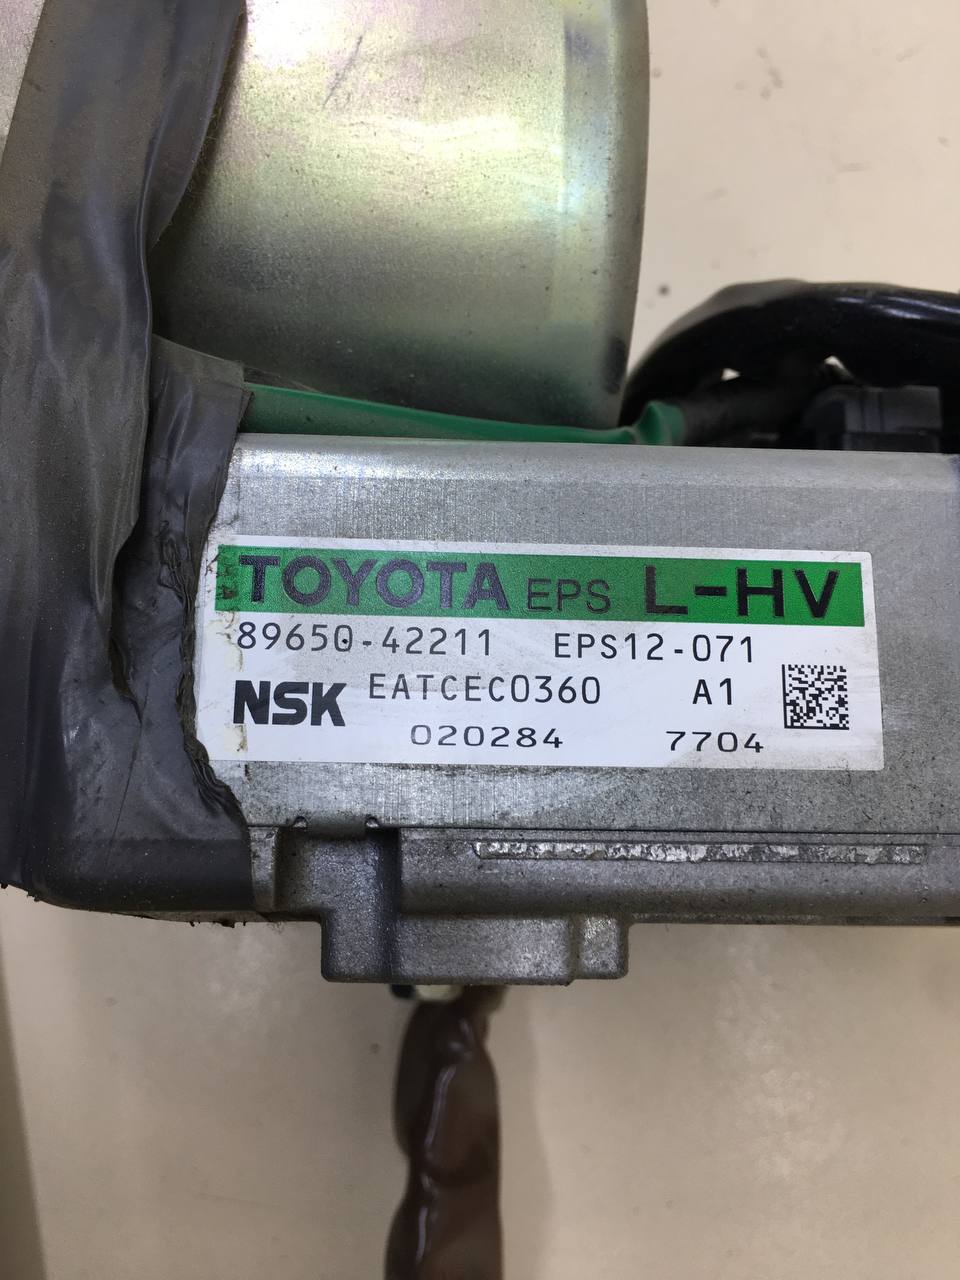 TOYOTA EPS L-HV
89650-42211 EPS12-071
NSK EATCEC0360 A1
020284 7704